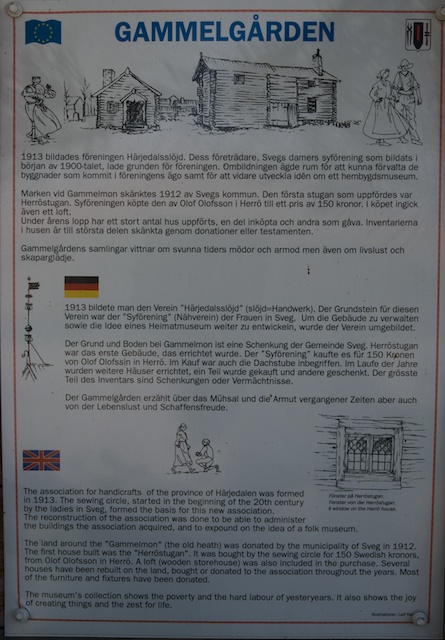 GAMMELGÅRDEN
1913 bildades föreningen Härjedalsslöjd. Dess företrädare, Svegs damers syförening som bildats i
början av 1900-talet, lade grunden för föreningen. Ombildningen ägde rum för att kunna förvalta de
byggnader som kommit i föreningens ägo samt för att vidare utveckla idén om ett hembygdsmuseum.
Marken vid Gammelmon skänktes 1912 av Svegs kommun. Den första stugan som uppfördes var
Herröstugan. Syföreningen köpte den av Olof Olofsson i Herrö till ett pris av 150 kronor. I köpet ingick
även ett loft.
Under årens lopp har ett stort antal hus uppförts, en del inköpta och andra som gåva. Inventarierna
i husen är till största delen skänkta genom donationer eller testamenten.
Gammelgårdens samlingar vittnar om svunna tiders mödor och armod men även om livslust och
skaparglädje.
1913 bildete man den Verein "Härjedalsslöjd" (slöjd=Handwerk). Der Grundstein für diesen
Verein war der "Syförening" (Nähverein) der Frauen in Sveg. Um die Gebäude zu verwalten
sowie die Idee eines Heimatmuseum weiter zu entwickeln, wurde der Verein umgebildet.
Der Grund und Boden bei Gammelmon ist eine Schenkung der Gemeinde Sveg. Herröstugan
war das erste Gebäude, das errichtet wurde. Der "Syförening" kaufte es für 150 Kronen
von Olof Olofssin in Herrö. Im Kauf war auch die Dachstube inbegriffen. Im Laufe der Jahre
wurden weitere Häuser errichtet, ein Teil wurde gekauft und andere geschenkt. Der grösste
Teil des Inventars sind Schenkungen oder Vermächtnisse.
Der Gammelgården erzählt über das Mühsal und die Armut vergangener Zeiten aber auch
von der Lebenslust und Schaffensfreude.
Fönster på Herröstugan.
Fenster von der Herröstugan.
A window on the Herrö house.
The association for handicrafts of the province of Härjedalen was formed
in 1913. The sewing circle, started in the beginning of the 20th century
by the ladies in Sveg, formed the basis for this new association.
The reconstruction of the association was done to be able to administer
the buildings the association acquired, and to expound on the idea of a folk museum.
The land around the "Gammelmon" (the old heath) was donated by the municipality of Sveg in 1912.
The first house built was the "Herröstugan". It was bought by the sewing circle for 150 Swedish kronors,
from Olof Olofsson in Herrö. A loft (wooden storehouse) was also included in the purchase. Several
houses have been rebuilt on the land, bought or donated to the association throughout the years. Most
of the furniture and fixtures have been donated.
The museum's collection shows the poverty and the hard labour of yesteryears. It also shows the joy
of creating things and the zest for life.
Illustrationer: Leif